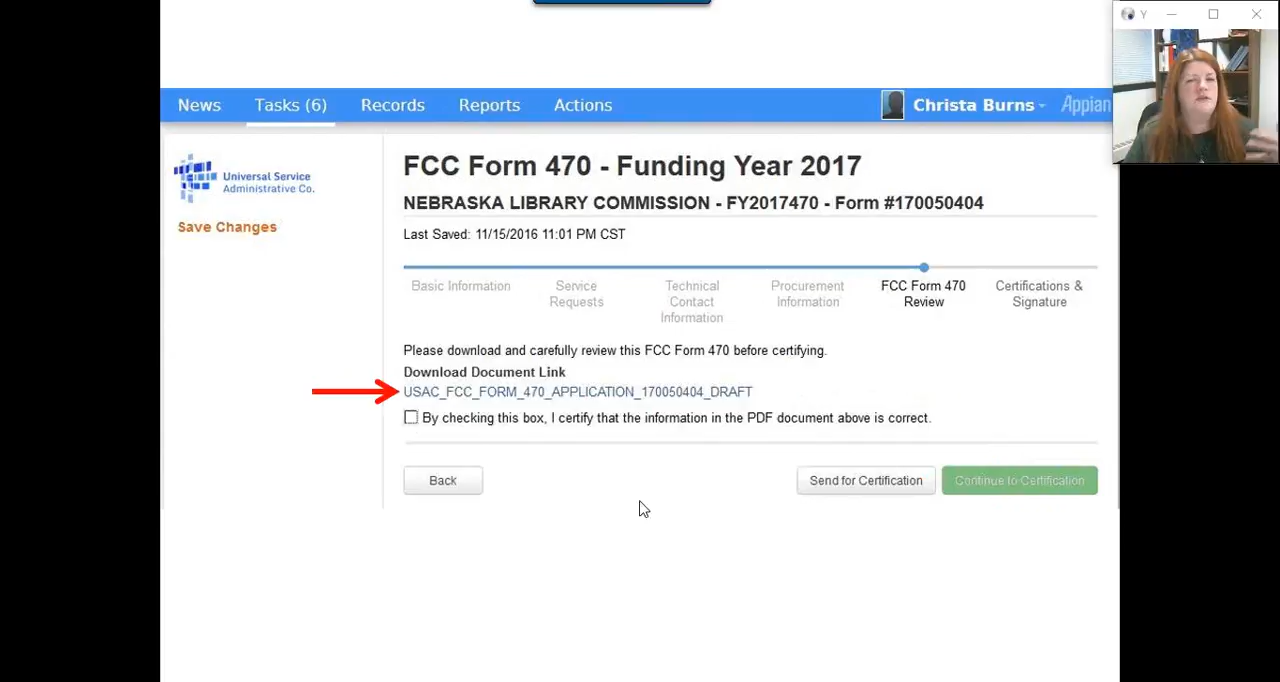 Y
News Tasks (6) Records Reports Actions Christa Burns Appian
Universal Service
Administrative Co.
Save Changes
FCC Form 470 - Funding Year 2017
NEBRASKA LIBRARY COMMISSION - FY2017470 - Form #170050404
Last Saved: 11/15/2016 11:01 PM CST
Basic Information
Service
Requests
Technical
Contact
Information
Procurement
Information
FCC Form 470
Review
Certifications &
Signature
Please download and carefully review this FCC Form 470 before certifying.
Download Document Link
USAC_FCC_FORM_470_APPLICATION_170050404_DRAFT
By checking this box, I certify that the information in the PDF document above is correct.
Back Send for Certification Continue to Certification